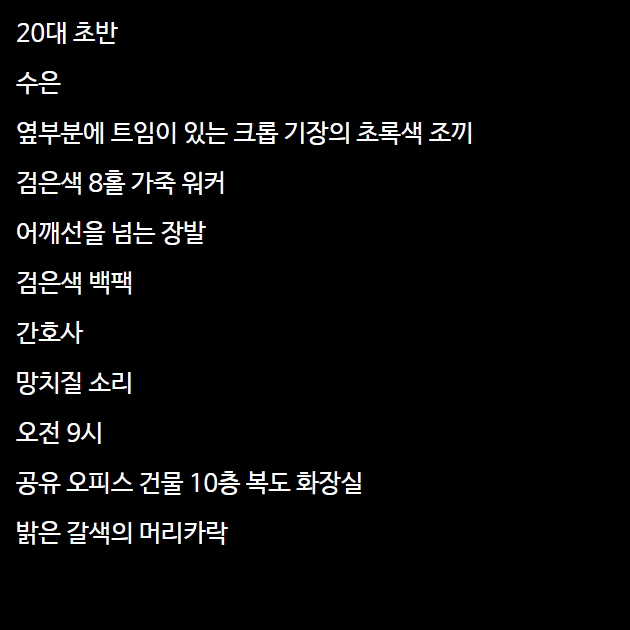 20대 초반
수은
옆부분에 트임이 있는 크롭 기장의 초록색 조끼
검은색 8홀 가죽 워커
어깨선을 넘는 장발
검은색 백팩
간호사
망치질 소리
오전 9시
공유 오피스 건물 10층 복도 화장실
밝은 갈색의 머리카락